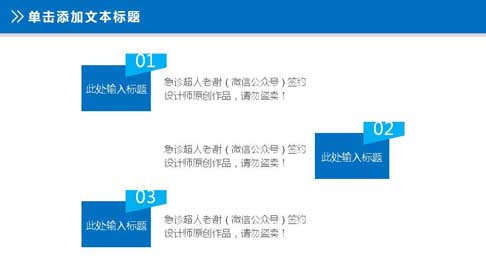 单击添加文本标题
01
此处输入标题
急诊超人老谢（微信公众号）签约
设计师原创作品，请勿盗卖！
02
急诊超人老谢（微信公众号）签约
设计师原创作品，请勿盗卖！
此处输入标题
03
此处输入标题
急诊超人老谢（微信公众号）签约
设计师原创作品，请勿盗卖！